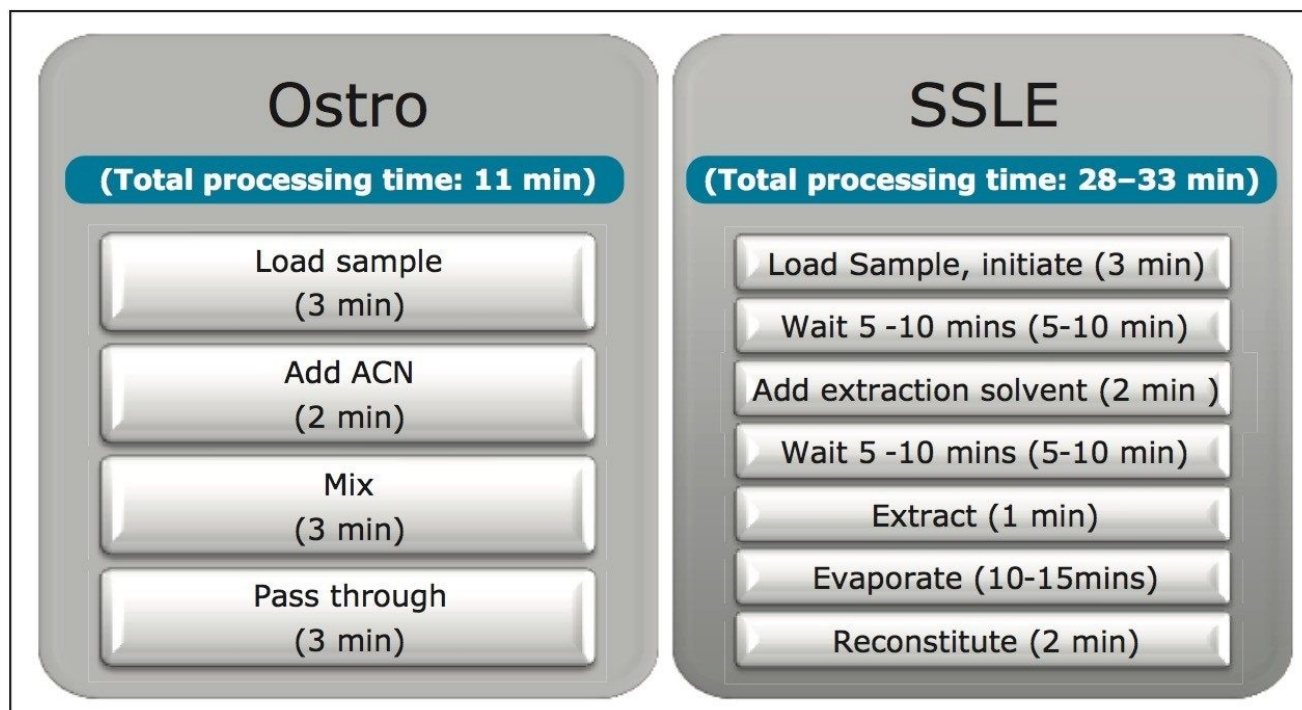 Ostro
(Total processing time: 11 min)
Load sample
(3 min)
Add ACN
(2 min)
Mix
(3 min)
Pass through
(3 min)
SSLE
(Total processing time: 28–33 min)
Load Sample, initiate (3 min)
Wait 5 -10 mins (5-10 min)
Add extraction solvent (2 min )
Wait 5 -10 mins (5-10 min)
Extract (1 min)
Evaporate (10-15mins)
Reconstitute (2 min)